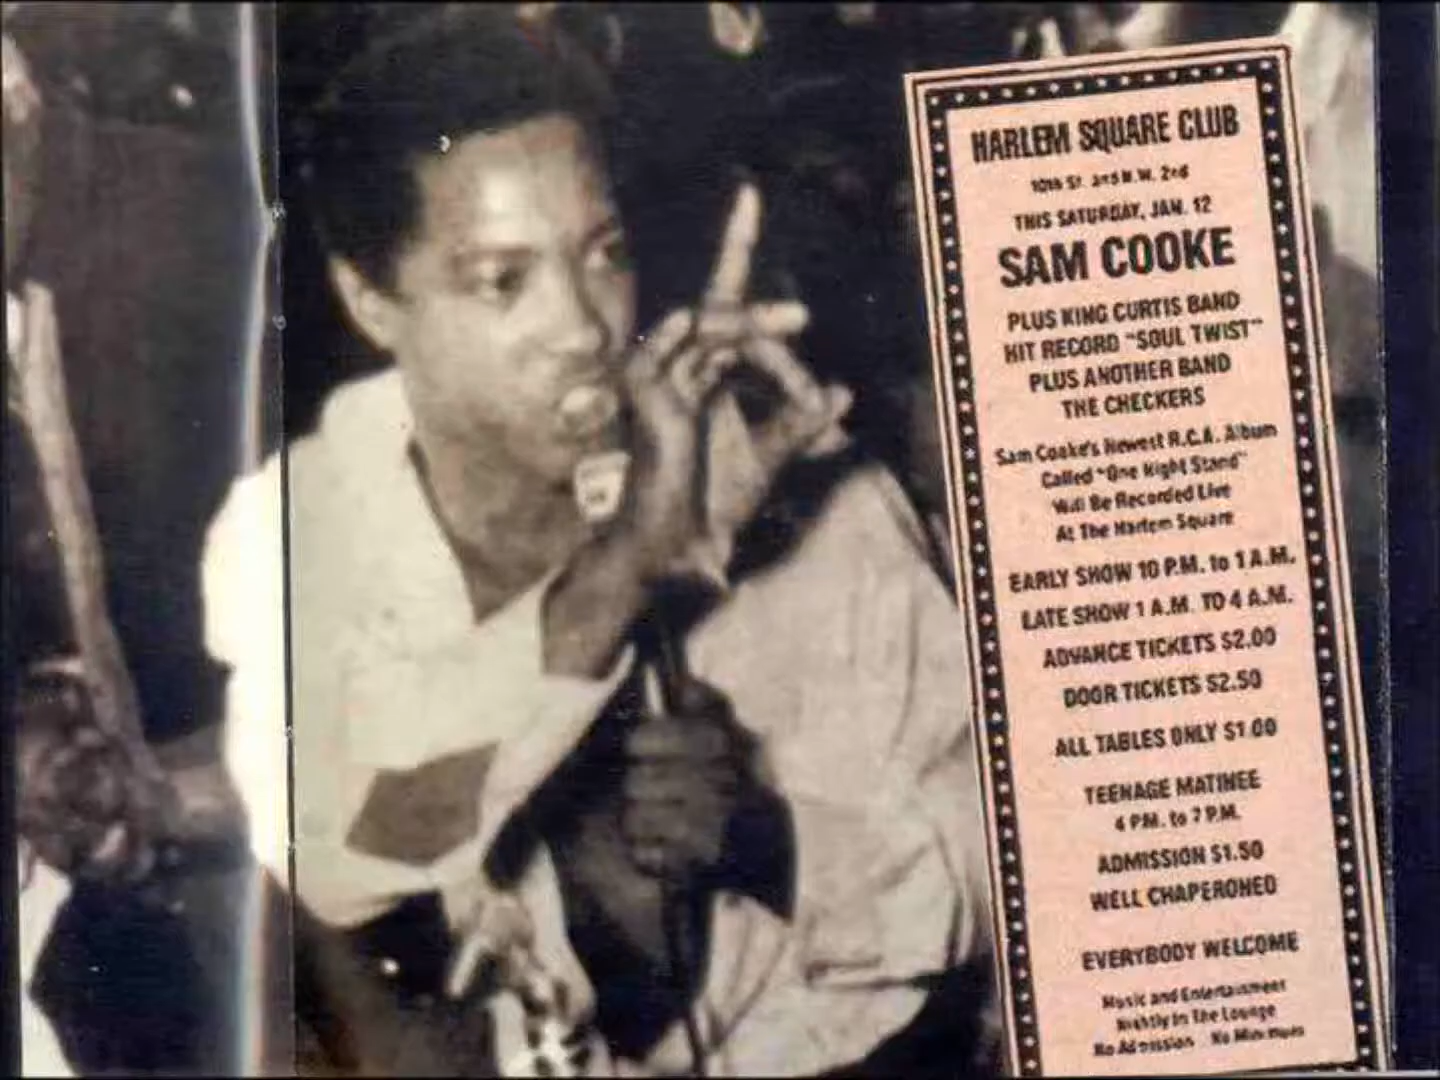 HARLEM SQUARE CLUB
10th St. and N.W. 2nd
THIS SATURDAY, JAN. 12
SAM COOKE
PLUS KING CURTIS BAND
HIT RECORD "SOUL TWIST"
PLUS ANOTHER BAND
THE CHECKERS
Sam Cooke's Newest R.C.A. Album
Called "One Night Stand"
Will Be Recorded Live
At The Harlem Square
EARLY SHOW 10 P.M. to 1 A.M.
LATE SHOW 1 A.M. TO 4 A.M.
ADVANCE TICKETS $2.00
DOOR TICKETS $2.50
ALL TABLES ONLY $1.00
TEENAGE MATINEE
4 PM. to 7 P.M.
ADMISSION $1.50
WELL CHAPERONED
EVERYBODY WELCOME
Music and Entertainment
Nightly In The Lounge
No Admission No Minimum